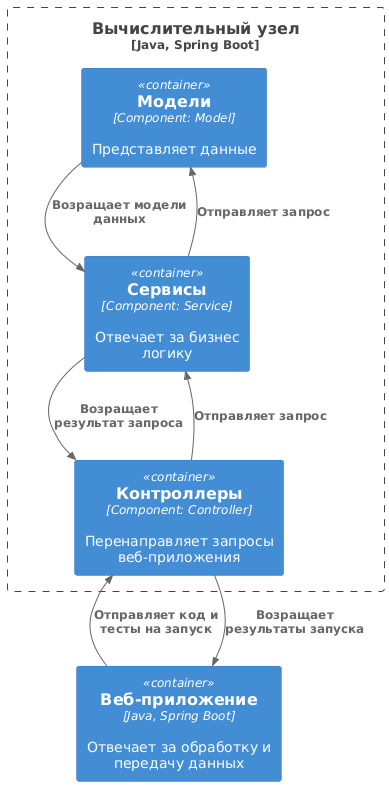 Вычислительный узел
[Java, Spring Boot]
«container»
Модели
[Component: Model]
Представляет данные
Возращает модели
данных
Отправляет запрос
«container»
Сервисы
[Component: Service]
Отвечает за бизнес
логику
Возращает
результат запроса
Отправляет запрос
«container»
Контроллеры
[Component: Controller]
Перенаправляет запросы
веб-приложения
Отправляет код и
тесты на запуск
Возращает
результаты запуска
«container»
Веб-приложение
[Java, Spring Boot]
Отвечает за обработку и
передачу данных